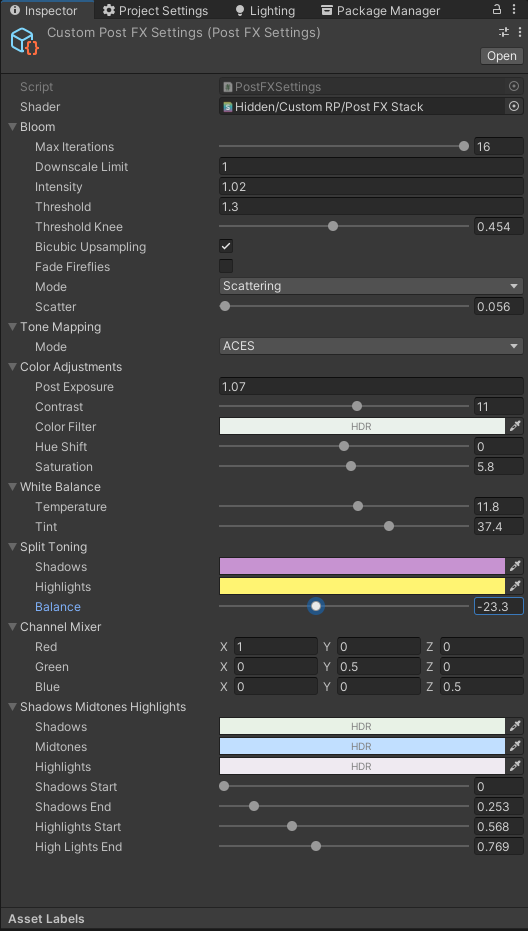 Inspector Project Settings Lighting Package Manager
Custom Post FX Settings (Post FX Settings)
Open
Script PostFXSettings
Shader Hidden/Custom RP/Post FX Stack
Bloom
Max Iterations 16
Downscale Limit 1
Intensity 1.02
Threshold 1.3
Threshold Knee 0.454
Bicubic Upsampling
Fade Fireflies
Mode Scattering
Scatter 0.056
Tone Mapping
Mode ACES
Color Adjustments
Post Exposure 1.07
Contrast 11
Color Filter HDR
Hue Shift 0
Saturation 5.8
White Balance
Temperature 11.8
Tint 37.4
Split Toning
Shadows
Highlights
Balance -23.3
Channel Mixer
Red X 1 Y 0 Z 0
Green X 0 Y 0.5 Z 0
Blue X 0 Y 0 Z 0.5
Shadows Midtones Highlights
Shadows HDR
Midtones HDR
Highlights HDR
Shadows Start 0
Shadows End 0.253
Highlights Start 0.568
High Lights End 0.769
Asset Labels